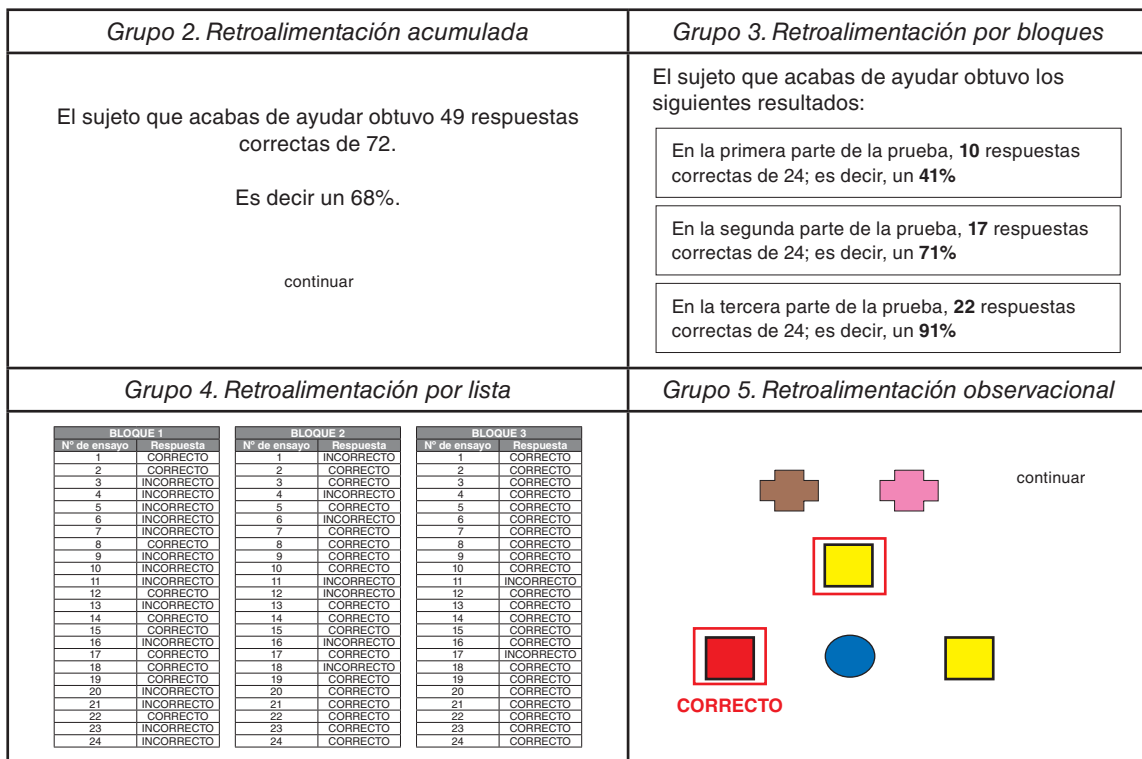 Grupo 2. Retroalimentación acumulada
El sujeto que acabas de ayudar obtuvo 49 respuestas
correctas de 72.
Es decir un 68%.
continuar
Grupo 3. Retroalimentación por bloques
El sujeto que acabas de ayudar obtuvo los
siguientes resultados:
En la primera parte de la prueba, 10 respuestas
correctas de 24; es decir, un 41%
En la segunda parte de la prueba, 17 respuestas
correctas de 24; es decir, un 71%
En la tercera parte de la prueba, 22 respuestas
correctas de 24; es decir, un 91%
Grupo 4. Retroalimentación por lista
BLOQUE 1
Nº de ensayo Respuesta
1 CORRECTO
2 CORRECTO
3 INCORRECTO
4 INCORRECTO
5 INCORRECTO
6 INCORRECTO
7 INCORRECTO
8 CORRECTO
9 INCORRECTO
10 INCORRECTO
11 INCORRECTO
12 CORRECTO
13 INCORRECTO
14 CORRECTO
15 CORRECTO
16 INCORRECTO
17 CORRECTO
18 CORRECTO
19 CORRECTO
20 INCORRECTO
21 INCORRECTO
22 CORRECTO
23 INCORRECTO
24 INCORRECTO
BLOQUE 2
Nº de ensayo Respuesta
1 INCORRECTO
2 CORRECTO
3 CORRECTO
4 INCORRECTO
5 CORRECTO
6 INCORRECTO
7 CORRECTO
8 CORRECTO
9 CORRECTO
10 CORRECTO
11 INCORRECTO
12 INCORRECTO
13 CORRECTO
14 CORRECTO
15 CORRECTO
16 INCORRECTO
17 CORRECTO
18 INCORRECTO
19 CORRECTO
20 CORRECTO
21 CORRECTO
22 CORRECTO
23 CORRECTO
24 CORRECTO
BLOQUE 3
Nº de ensayo Respuesta
1 CORRECTO
2 CORRECTO
3 CORRECTO
4 CORRECTO
5 CORRECTO
6 CORRECTO
7 CORRECTO
8 CORRECTO
9 CORRECTO
10 CORRECTO
11 INCORRECTO
12 CORRECTO
13 CORRECTO
14 CORRECTO
15 CORRECTO
16 CORRECTO
17 INCORRECTO
18 CORRECTO
19 CORRECTO
20 CORRECTO
21 CORRECTO
22 CORRECTO
23 CORRECTO
24 CORRECTO
Grupo 5. Retroalimentación observacional
continuar
CORRECTO